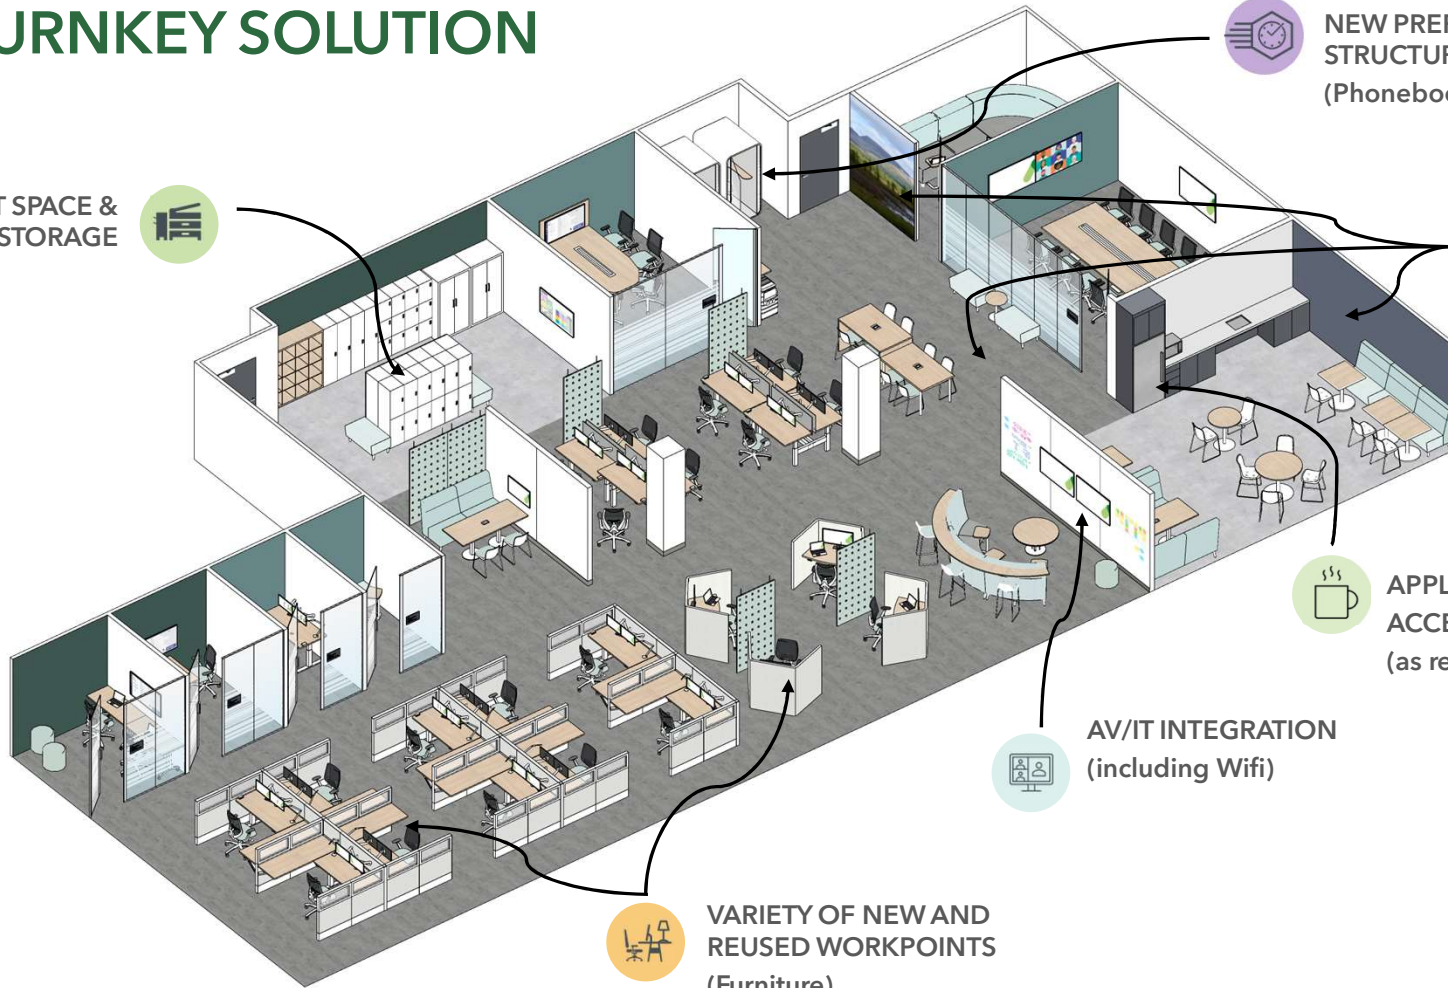 URNKEY SOLUTION
NEW PREF
STRUCTUR
(Phoneboo
T SPACE &
STORAGE
APPL
ACCE
(as re
AV/IT INTEGRATION
(including Wifi)
VARIETY OF NEW AND
REUSED WORKPOINTS
(Furniture)